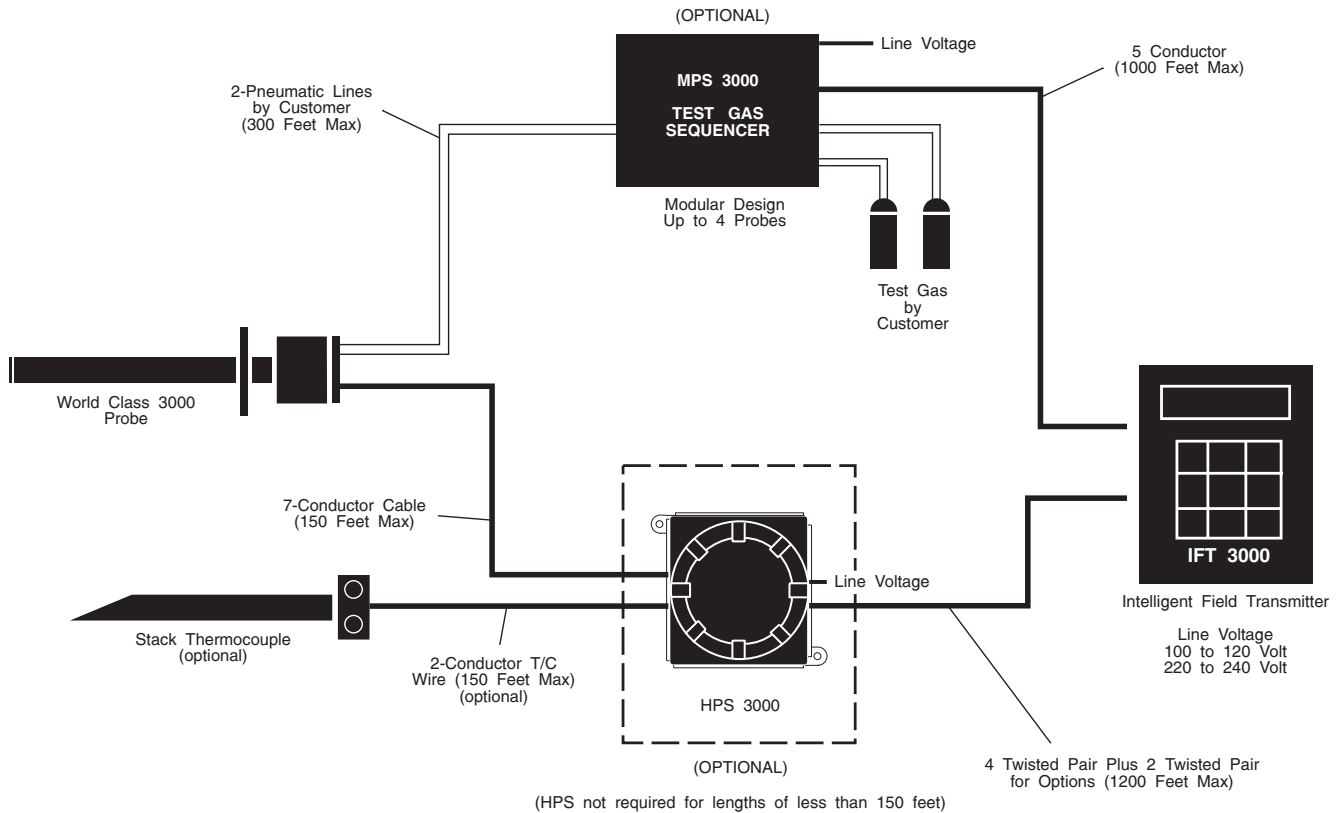 (OPTIONAL)
Line Voltage
5 Conductor
(1000 Feet Max)
2-Pneumatic Lines
by Customer
(300 Feet Max)
MPS 3000
TEST GAS
SEQUENCER
Modular Design
Up to 4 Probes
Test Gas
by
Customer
World Class 3000
Probe
7-Conductor Cable
(150 Feet Max)
Line Voltage
IFT 3000
Intelligent Field Transmitter
Line Voltage
100 to 120 Volt
220 to 240 Volt
Stack Thermocouple
(optional)
2-Conductor T/C
Wire (150 Feet Max)
(optional)
HPS 3000
(OPTIONAL)
(HPS not required for lengths of less than 150 feet)
4 Twisted Pair Plus 2 Twisted Pair
for Options (1200 Feet Max)